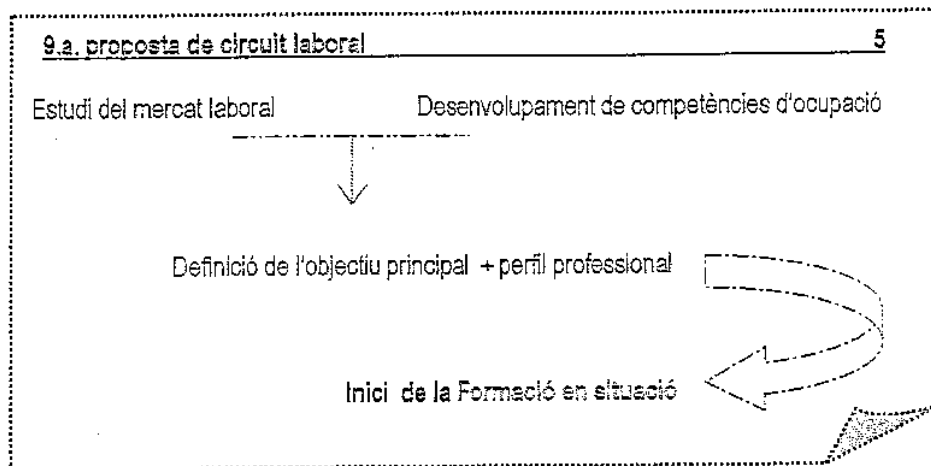 9.a. proposta de circuit laboral 5
Estudi del mercat laboral Desenvolupament de competències d'ocupació
Definició de l'objectiu principal + perfil professional
Inici de la Formació en situació